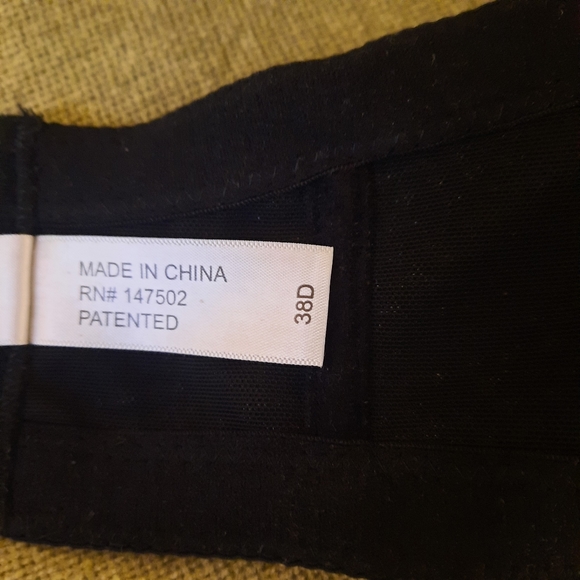 MADE IN CHINA
RN# 147502
PATENTED
38D